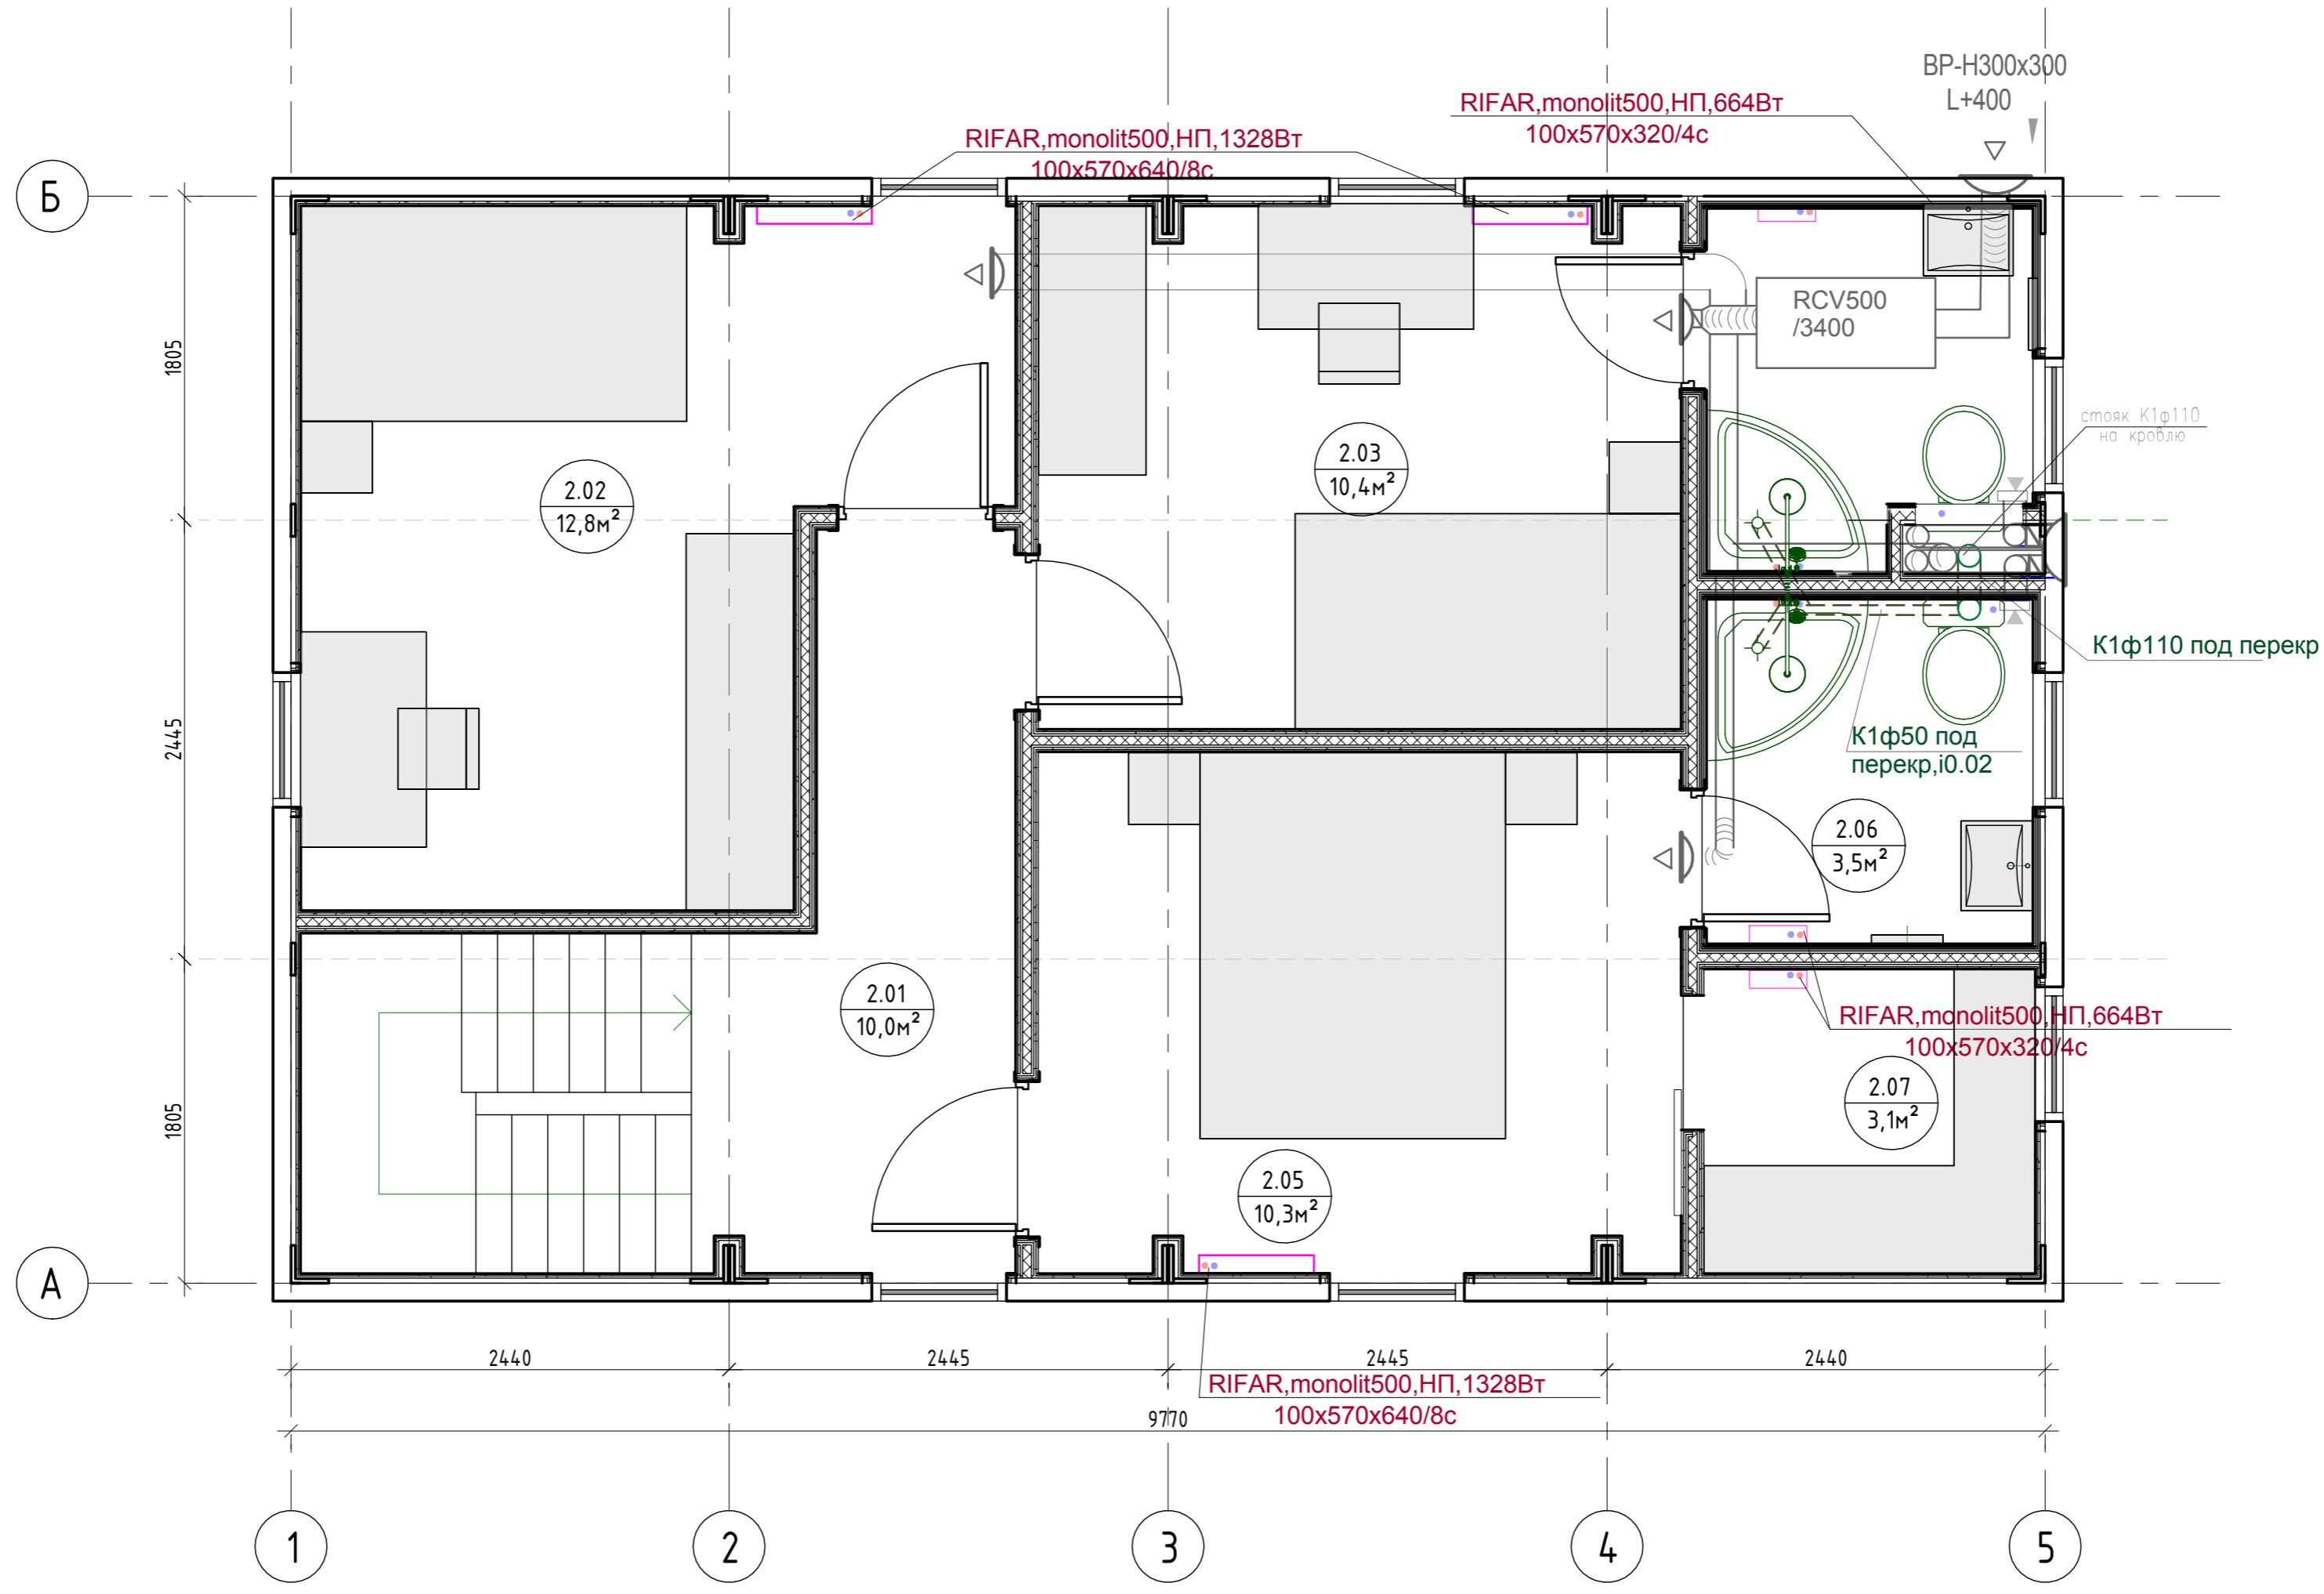 ВР-Н300х300
L+400
RIFAR,monolit500,НП,664Вт
100х570х320/4с
RIFAR,monolit500,НП,1328Вт
100х570х640/8с
Б
RCV500
/3400
1805
стояк К1ф110
на кровлю
2.03
10,4м²
2.02
12,8м²
К1ф110 под перекр
2445
К1ф50 под
перекр,i0.02
2.06
3,5м²
2.01
10,0м²
RIFAR,monolit500,НП,664Вт
100х570х320/4с
2.07
3,1м²
1805
2.05
10,3м²
А
2440
2445
2445
2440
RIFAR,monolit500,НП,1328Вт
100х570х640/8с
9770
1
2
3
4
5